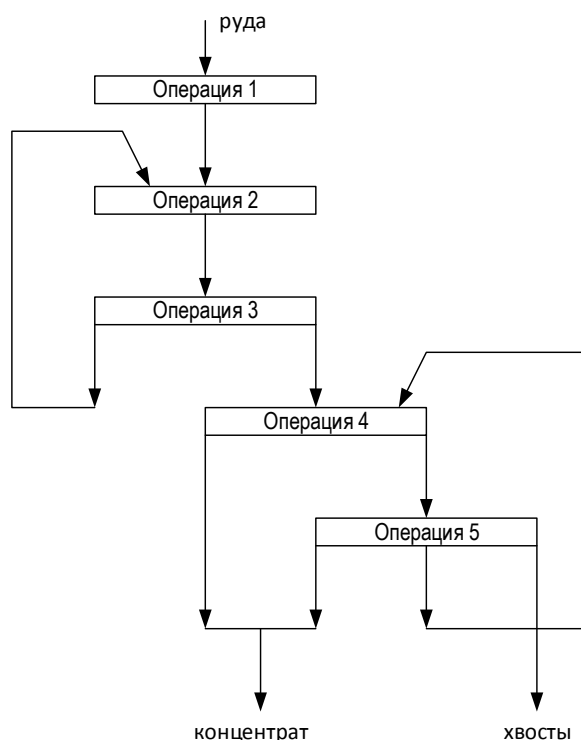 руда
Операция 1
Операция 2
Операция 3
Операция 4
Операция 5
концентрат
хвосты